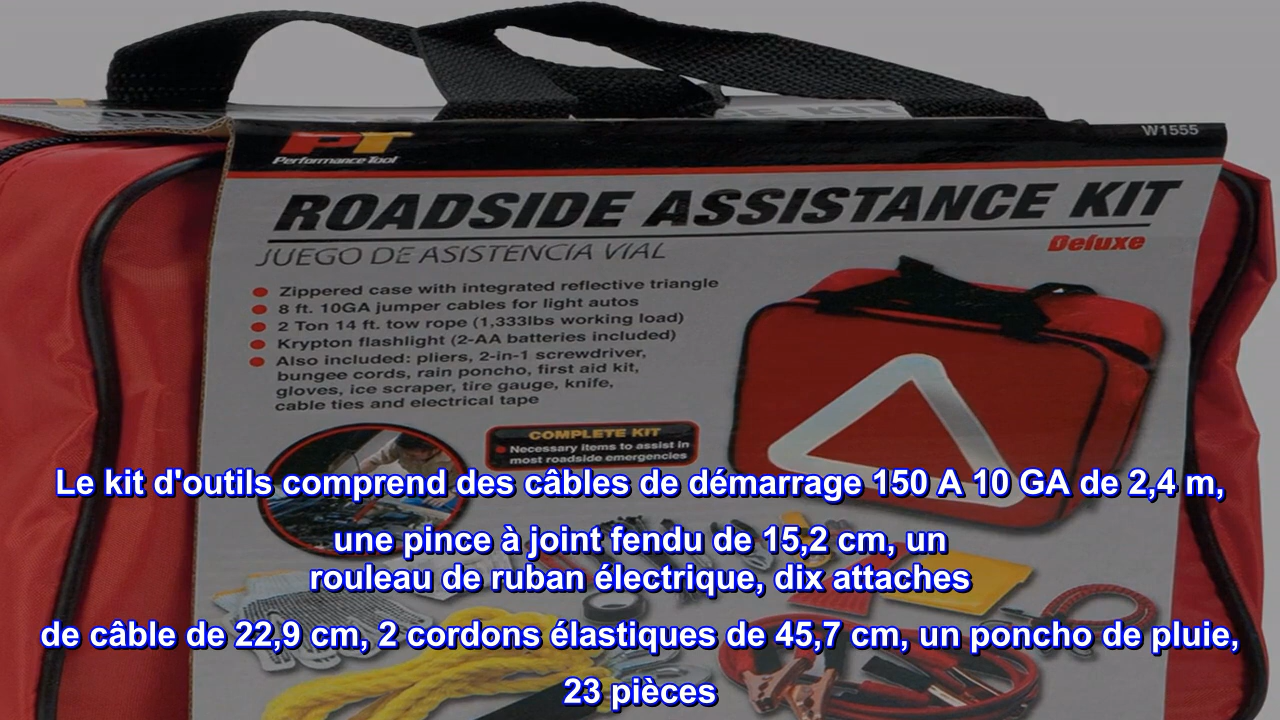 W1555
PT
Performance Tool
ROADSIDE ASSISTANCE KIT
Deluxe
JUEGO DE ASISTENCIA VIAL
Zippered case with integrated reflective triangle
8 ft. 10GA jumper cables for light autos
2 Ton 14 ft. tow rope (1,333lbs working load)
Krypton flashlight (2-AA batteries included)
Also included: pliers, 2-in-1 screwdriver,
bungee cords, rain poncho, first aid kit,
gloves, ice scraper, tire gauge, knife,
cable ties and electrical tape
COMPLETE KIT
Necessary items to assist in
most roadside emergencies
Le kit d'outils comprend des câbles de démarrage 150 A 10 GA de 2,4 m,
une pince à joint fendu de 15,2 cm, un
rouleau de ruban électrique, dix attaches
de câble de 22,9 cm, 2 cordons élastiques de 45,7 cm, un poncho de pluie,
23 pièces